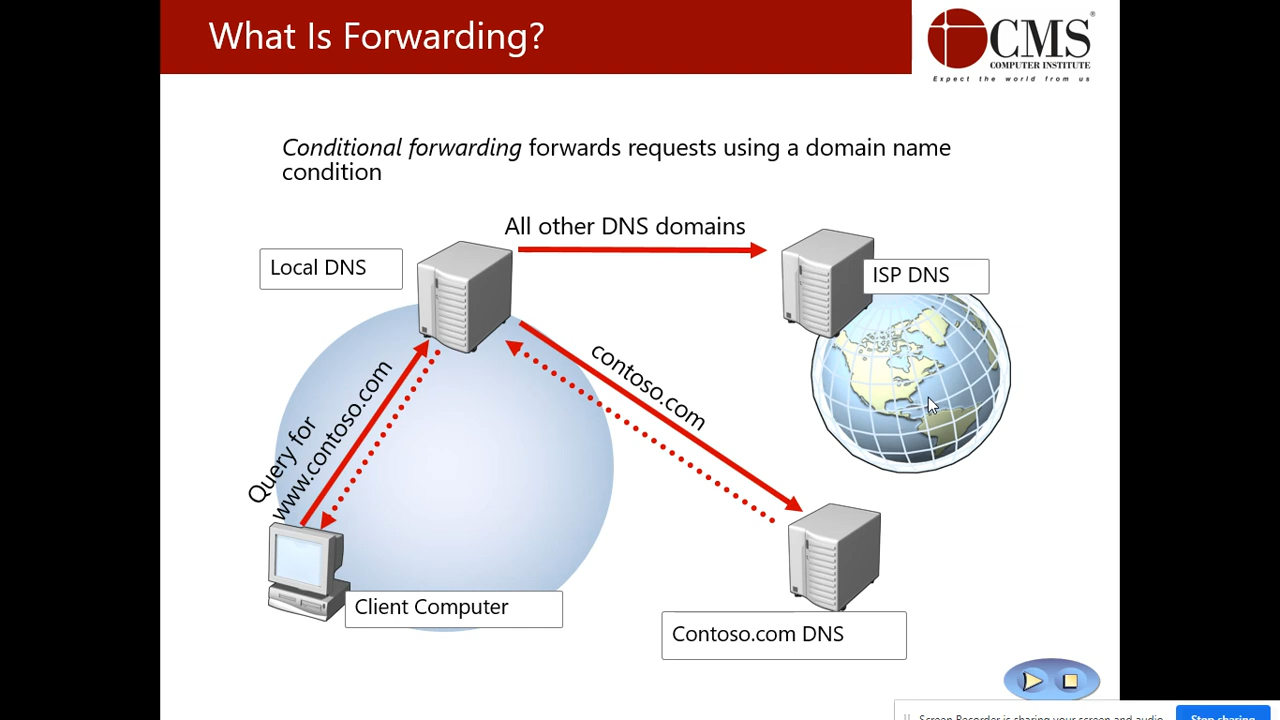 What Is Forwarding?
CMS
®
COMPUTER INSTITUTE
Expect the world from us
Conditional forwarding forwards requests using a domain name
condition
All other DNS domains
Local DNS
ISP DNS
contoso.com
Query for
www.contoso.com
Client Computer
Contoso.com DNS
Screen Recorder is sharing your screen and audio.
Stop sharing